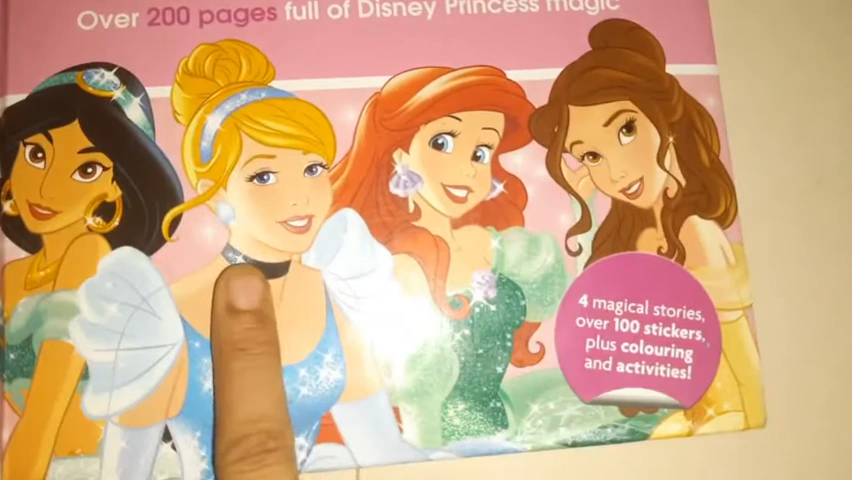 Over 200 pages full of Disney Princess magic
4 magical stories,
over 100 stickers,
plus colouring
and activities!